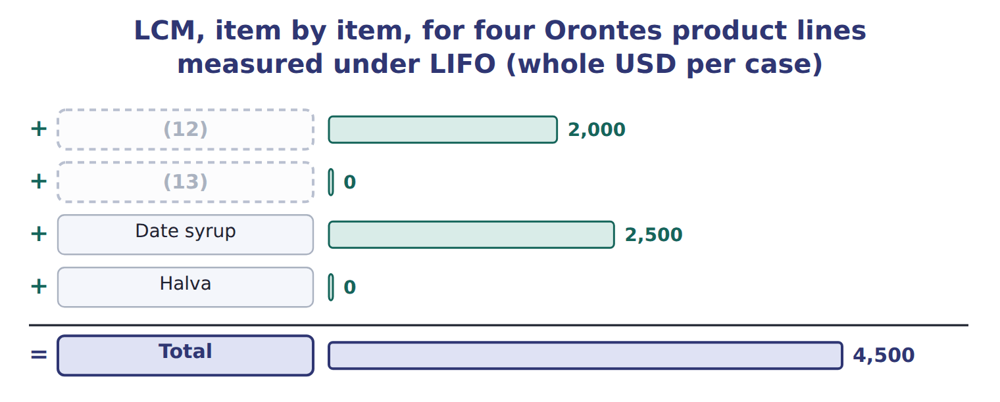 LCM, item by item, for four Orontes product lines
measured under LIFO (whole USD per case)
+ (12) 2,000
+ (13) 0
+ Date syrup 2,500
+ Halva 0
= Total 4,500